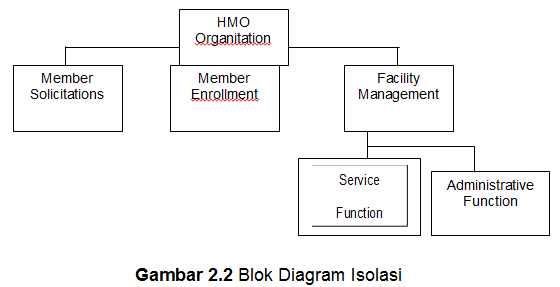 HMO
Organitation
Member
Solicitations
Member
Enrollment
Facility
Management
Service
Function
Administrative
Function
Gambar 2.2 Blok Diagram Isolasi